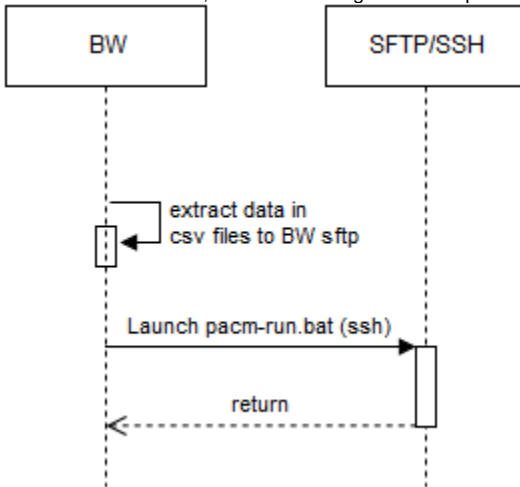 BW
SFTP/SSH
extract data in
csv files to BW sftp
Launch pacm-run.bat (ssh)
return